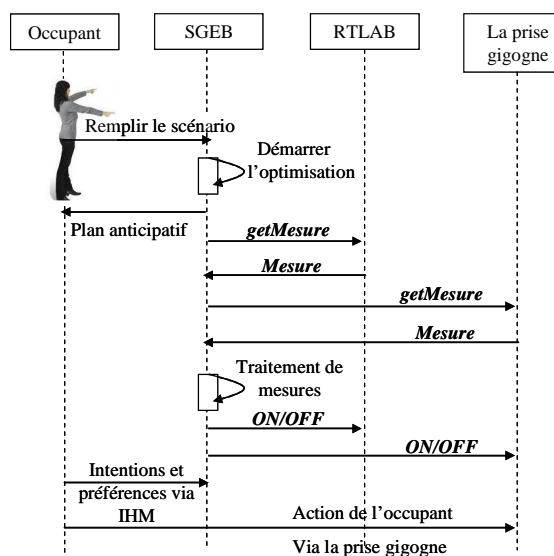 Occupant
SGEB
RTLAB
La prise
gigogne
Remplir le scénario
Démarrer
l'optimisation
Plan anticipatif
getMesure
Mesure
getMesure
Mesure
Traitement de
mesures
ON/OFF
ON/OFF
Intentions et
préférences via
IHM
Action de l'occupant
Via la prise gigogne